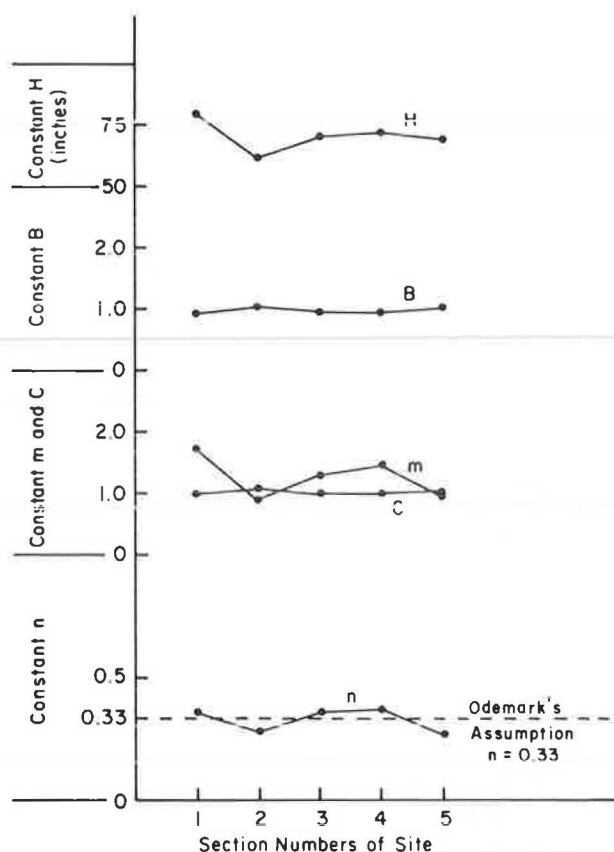 Constant H
(inches)
75
50
H
Constant B
2.0
1.0
0
B
Constant m and C
2.0
1.0
0
m
C
Constant n
0.5
0.33
0
n
Odemark's
Assumption
n = 0.33
1 2 3 4 5
Section Numbers of Site